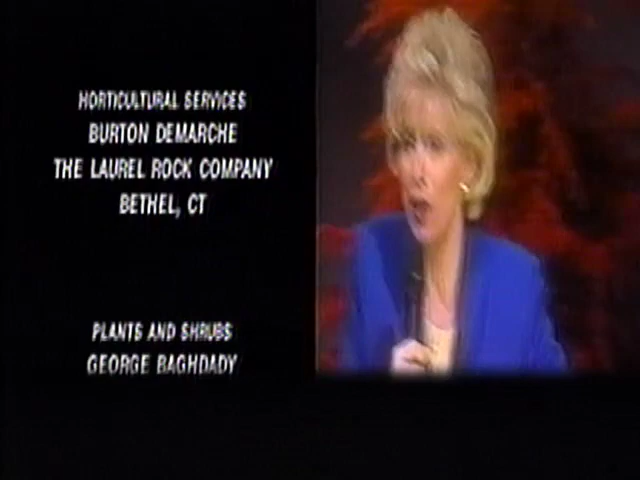 HORTICULTURAL SERVICES
BURTON DEMARCHE
THE LAUREL ROCK COMPANY
BETHEL, CT
PLANTS AND SHRUBS
GEORGE BAGHDADY